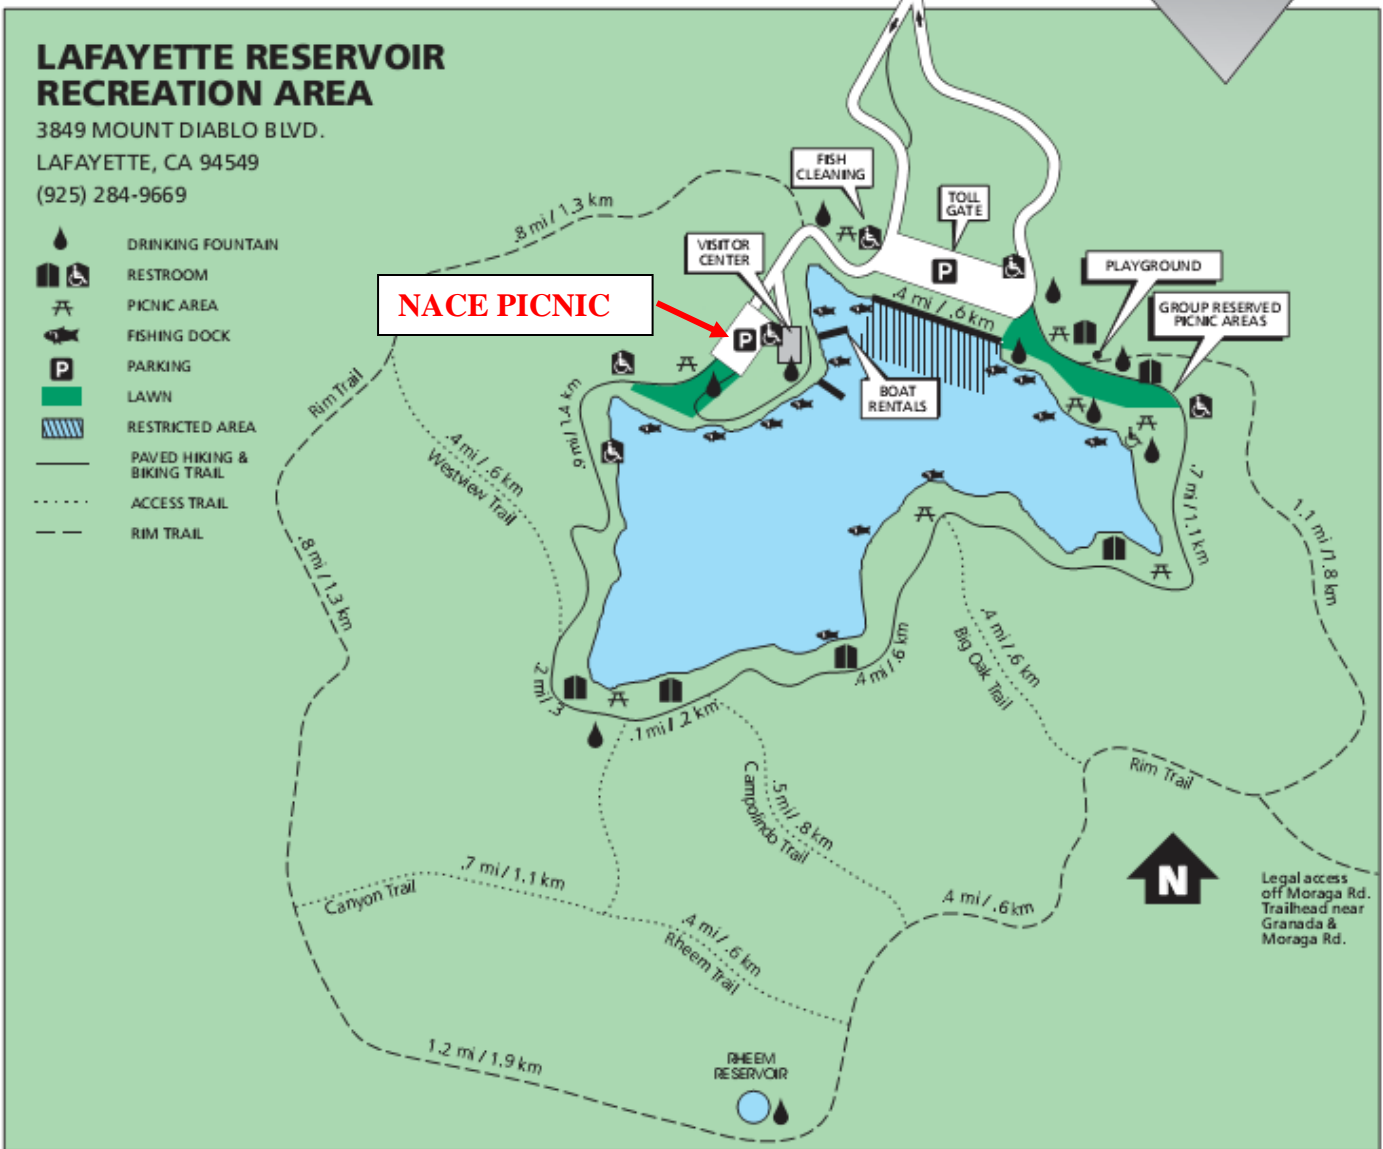 LAFAYETTE RESERVOIR
RECREATION AREA
3849 MOUNT DIABLO BLVD.
LAFAYETTE, CA 94549
(925) 284-9669
DRINKING FOUNTAIN
RESTROOM
PICNIC AREA
FISHING DOCK
P
PARKING
LAWN
RESTRICTED AREA
PAVED HIKING &
BIKING TRAIL
ACCESS TRAIL
RIM TRAIL
FISH
CLEANING
TOLL
GATE
VISITOR
CENTER
PLAYGROUND
GROUP RESERVED
PICNIC AREAS
NACE PICNIC
P
P
BOAT
RENTALS
.8 mi / 1.3 km
.4 mi / .6 km
Rim Trail
.9 mi / 1.4 km
.4 mi / .6 km
Westview Trail
.7 mi / 1.1 km
1.1 mi / 1.8 km
.8 mi / 1.3 km
.2 mi / .3
.1 mi / .2 km
.4 mi / .6 km
.4 mi / .6 km
Big Oak Trail
Rim Trail
.5 mi / .8 km
Campolindo Trail
.7 mi / 1.1 km
Canyon Trail
.4 mi / .6 km
Rheem Trail
.4 mi / .6 km
N
Legal access
off Moraga Rd.
Trailhead near
Granada &
Moraga Rd.
1.2 mi / 1.9 km
RHEEM
RESERVOIR